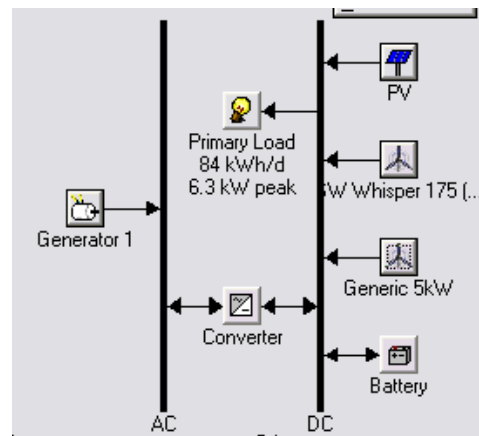 PV
Primary Load
84 kWh/d
6.3 kW peak
W Whisper 175 (...
Generator 1
Generic 5kW
Converter
Battery
AC
DC